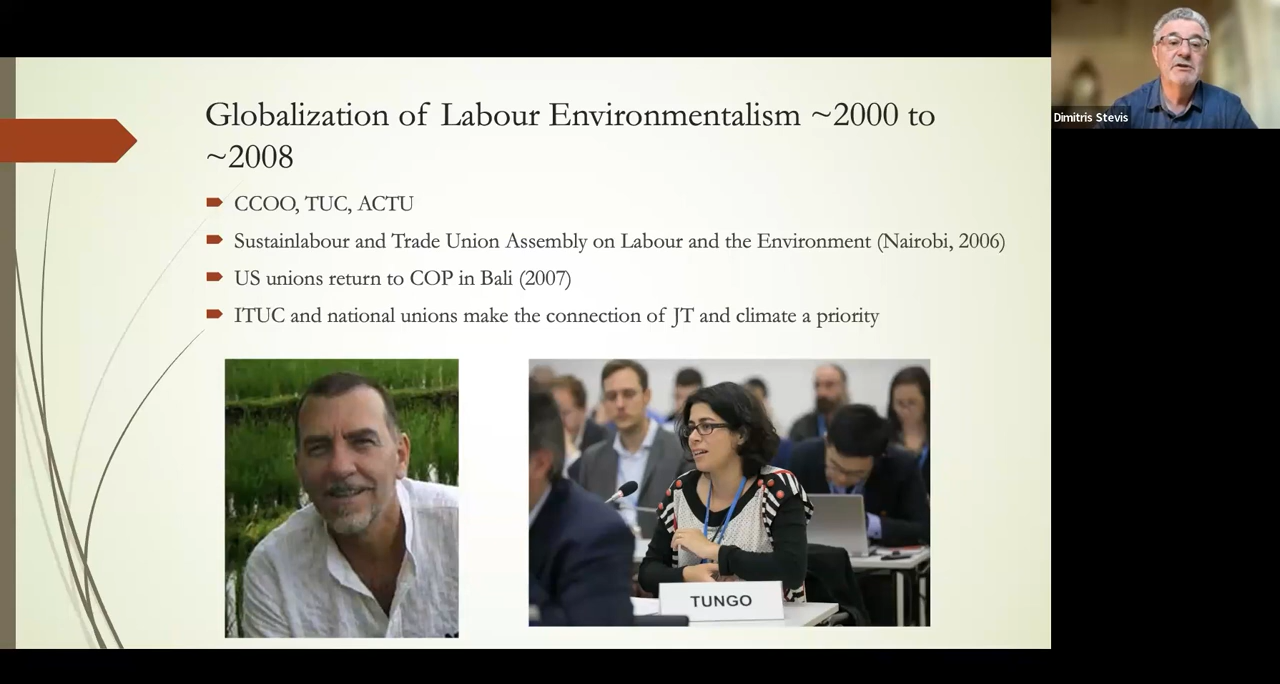 Globalization of Labour Environmentalism ~2000 to
~2008
CCOO, TUC, ACTU
Sustainlabour and Trade Union Assembly on Labour and the Environment (Nairobi, 2006)
US unions return to COP in Bali (2007)
ITUC and national unions make the connection of JT and climate a priority
TUNGO
Dimitris Stevis